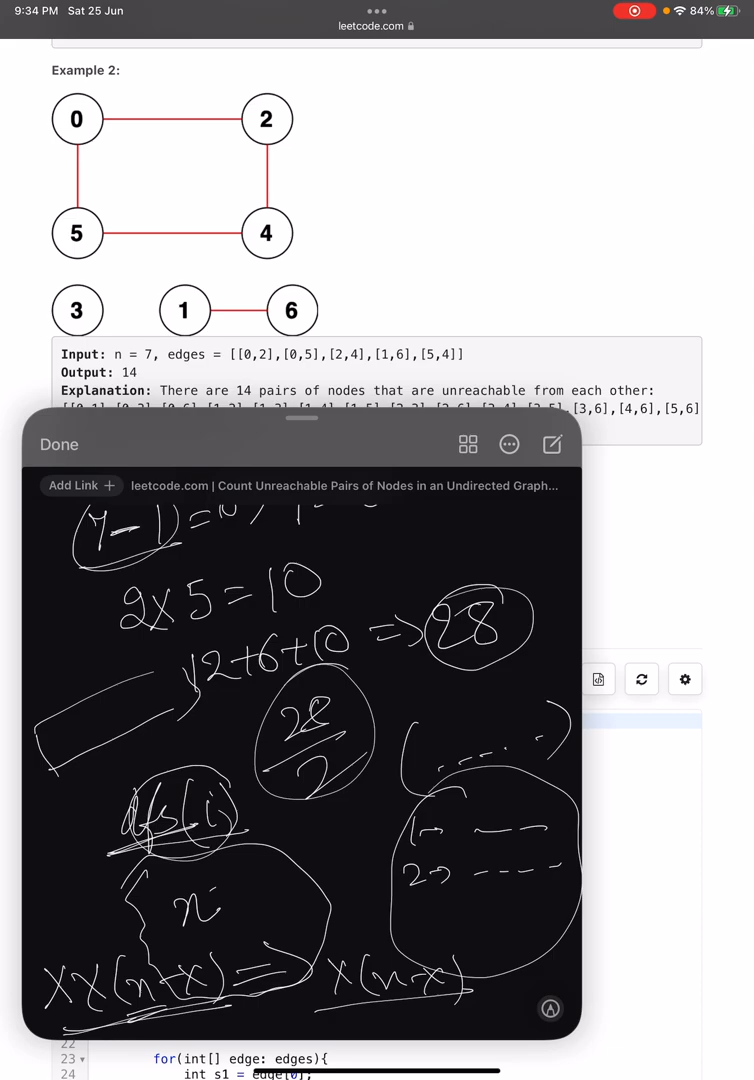 9:34 PM Sat 25 Jun
84%
leetcode.com
Example 2:
0
2
5
4
3
1
6
Input: n = 7, edges = [[0,2],[0,5],[2,4],[1,6],[5,4]]
Output: 14
Explanation: There are 14 pairs of nodes that are unreachable from each other:
,[3,6],[4,6],[5,6]
Done
Add Link +
leetcode.com | Count Unreachable Pairs of Nodes in an Undirected Graph...
(7-1) =
2x5=10
12+6+10 => 28
28
2
dfs(i)
1->
2->
n
x x (n-x) => x(n-x)
22
23 for(int[] edge: edges){
24 int s1 = edge[0];